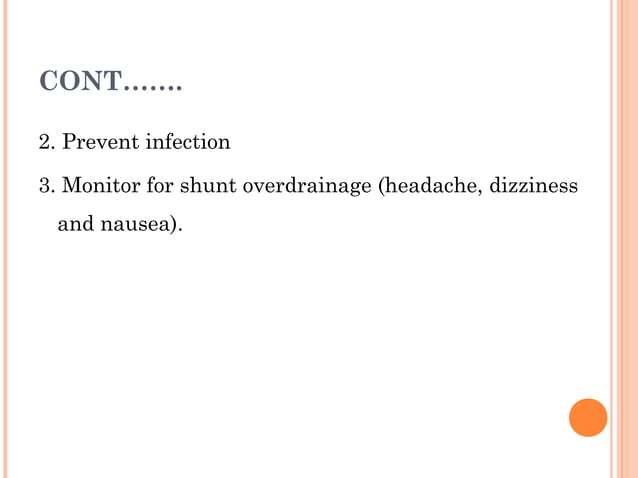 CONT.......
2. Prevent infection
3. Monitor for shunt overdrainage (headache, dizziness
and nausea).